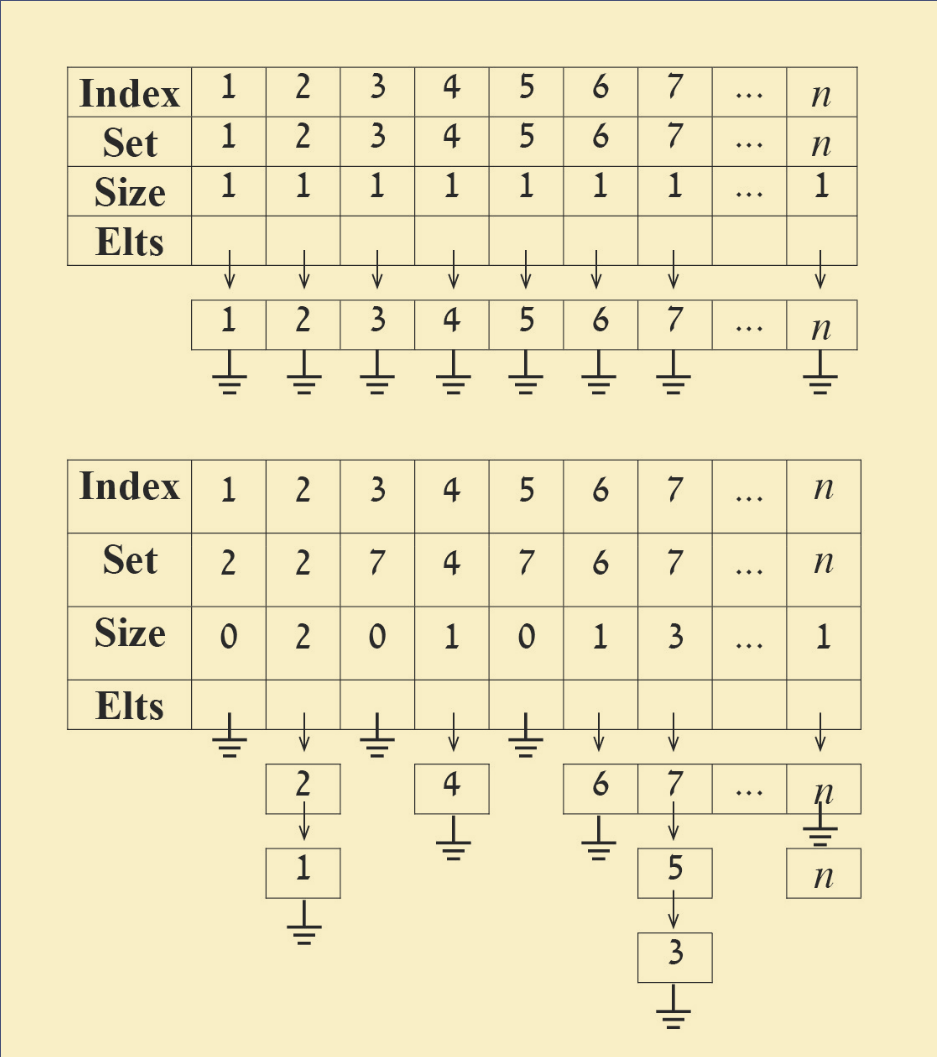 Index 1 2 3 4 5 6 7 ... n
Set 1 2 3 4 5 6 7 ... n
Size 1 1 1 1 1 1 1 ... 1
Elts
1 2 3 4 5 6 7 ... n
Index 1 2 3 4 5 6 7 ... n
Set 2 2 7 4 7 6 7 ... n
Size 0 2 0 1 0 1 3 ... 1
Elts
2 4 6 7 ... n
1 5 n
3